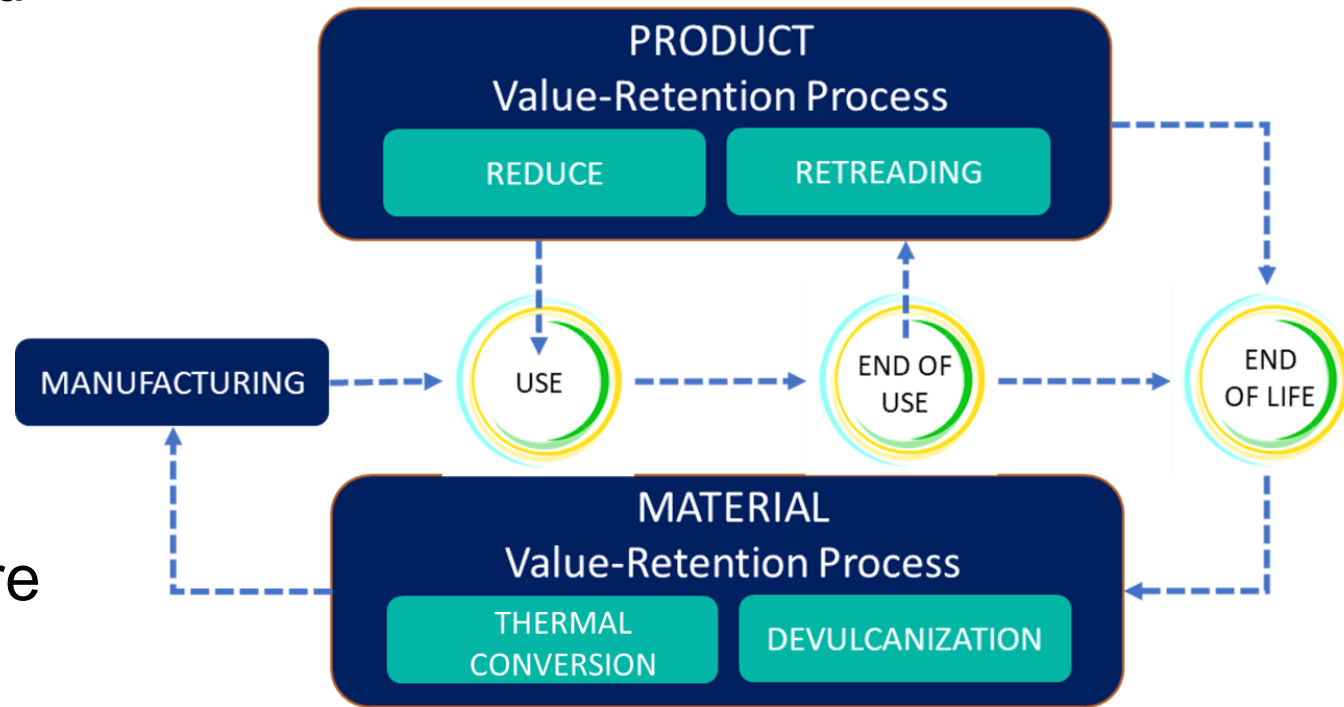 PRODUCT
Value-Retention Process
REDUCE
RETREADING
MANUFACTURING
USE
END OF
USE
END
OF LIFE
MATERIAL
Value-Retention Process
THERMAL
CONVERSION
DEVULCANIZATION
re